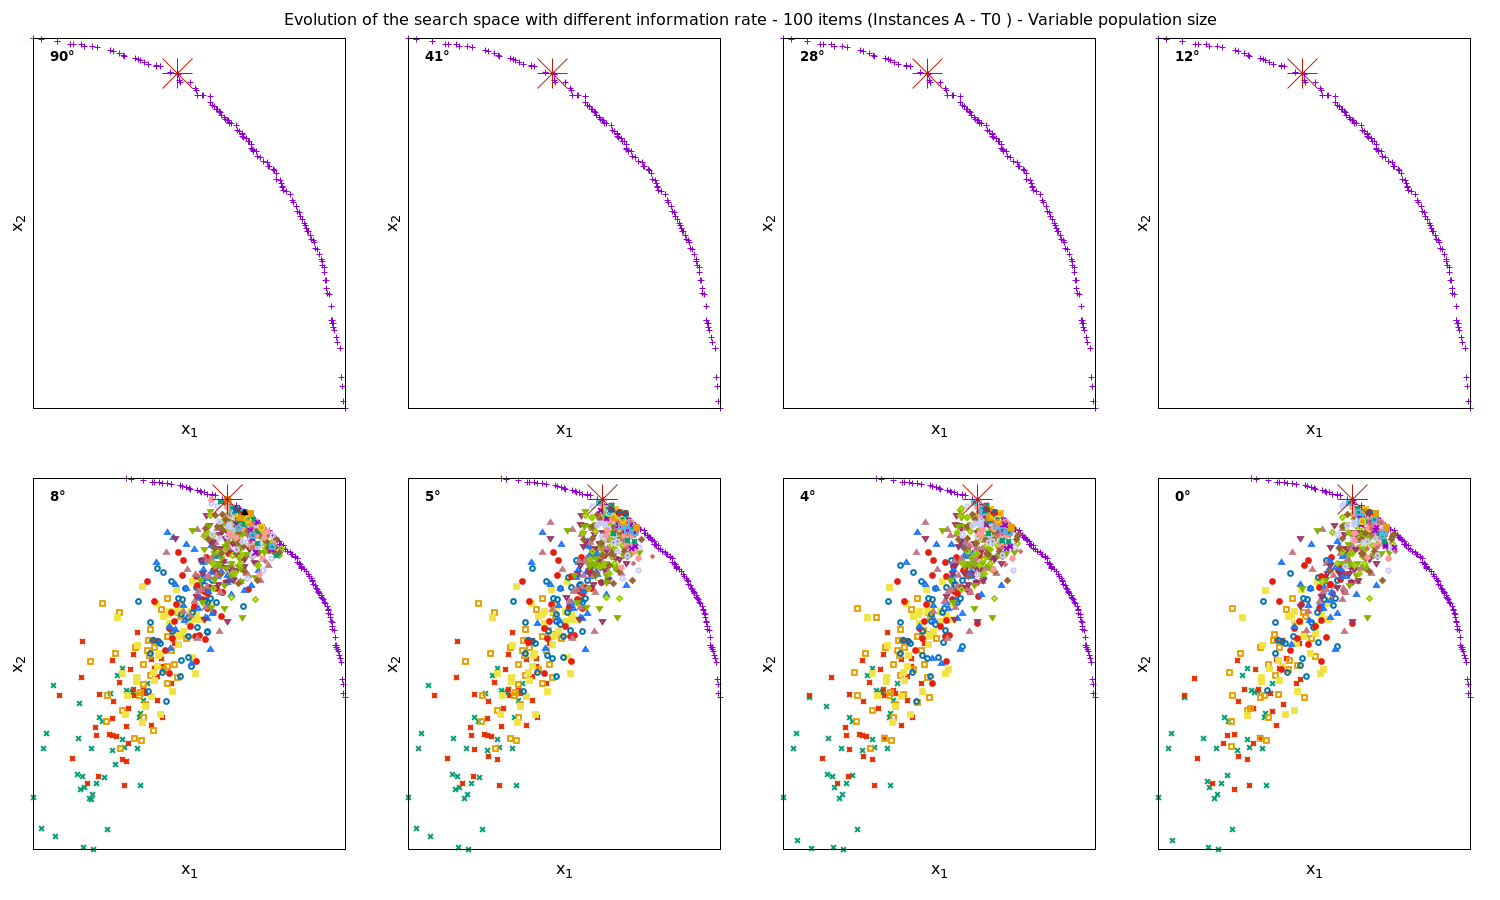 Evolution of the search space with different information rate - 100 items (Instances A - T0 ) - Variable population size
90°
41°
28°
12°
x2
x2
x2
x2
x1
x1
x1
x1
8°
5°
4°
0°
x2
x2
x2
x2
x1
x1
x1
x1